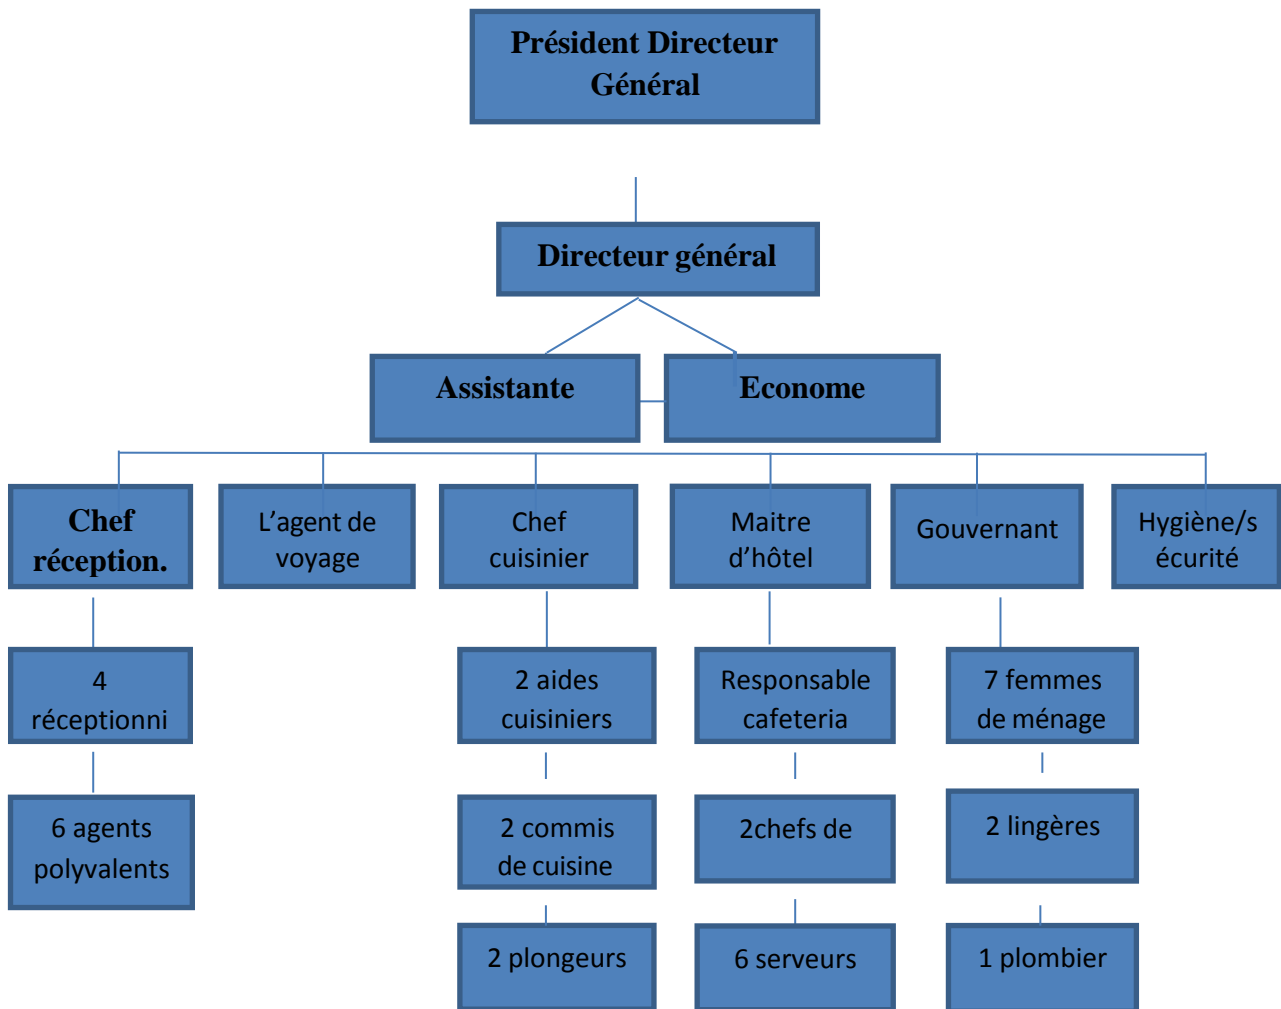 Président Directeur
Général
Directeur général
Assistante
Econome
Chef
réception.
L’agent de
voyage
Chef
cuisinier
Maitre
d’hôtel
Gouvernant
Hygiène/s
écurité
4
réceptionni
2 aides
cuisiniers
Responsable
cafeteria
7 femmes
de ménage
6 agents
polyvalents
2 commis
de cuisine
2chefs de
2 lingères
2 plongeurs
6 serveurs
1 plombier